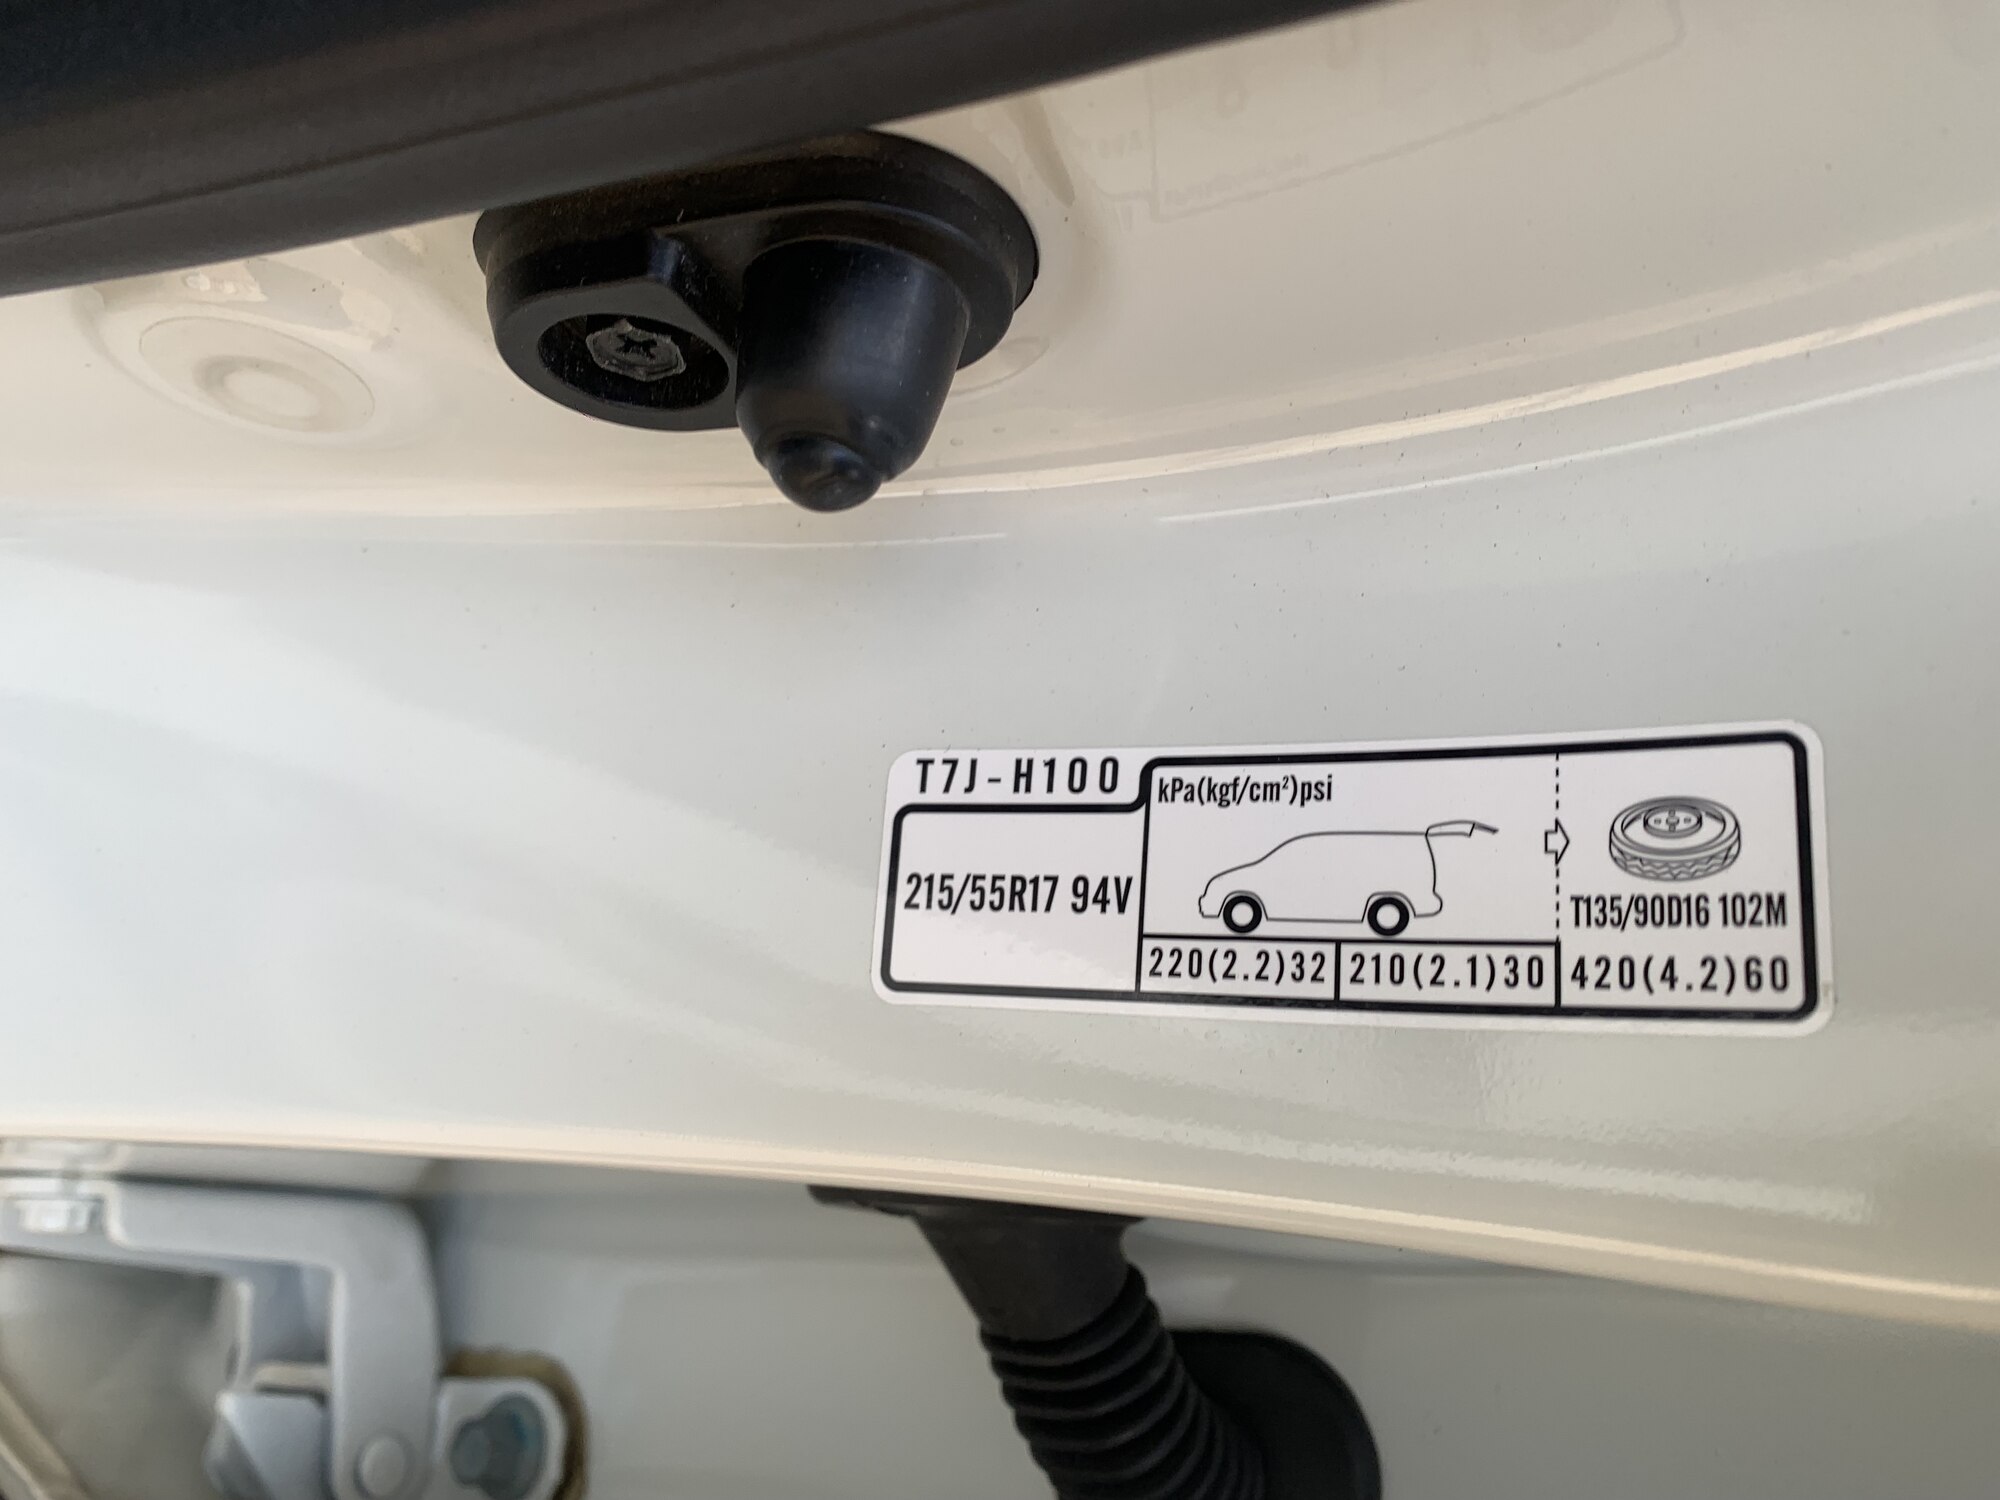 T7J-H100
kPa(kgf/cm²)psi
215/55R17 94V
T135/90D16 102M
220(2.2)32
210(2.1)30
420(4.2)60